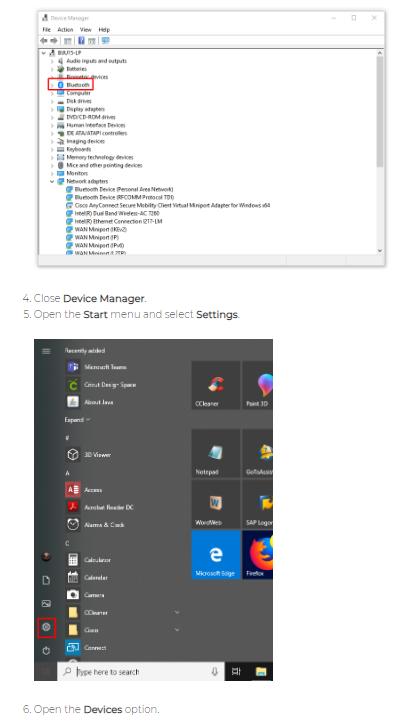 Device Manager
File Action View Help
BMJ15-LP
Audio inputs and outputs
Batteries
Biometric devices
Bluetooth
Computer
Disk drives
Display adapters
DVD/CD-ROM drives
Human Interface Devices
IDE ATA/ATAPI controllers
Imaging devices
Keyboards
Memory technology devices
Mice and other pointing devices
Monitors
Network adapters
Bluetooth Device (Personal Area Network)
Bluetooth Device (RFCOMM Protocol TDI)
Cisco AnyConnect Secure Mobility Client Virtual Miniport Adapter for Windows x64
Intel(R) Dual Band Wireless-AC 7260
Intel(R) Ethernet Connection I217-LM
WAN Miniport (IKEv2)
WAN Miniport (IP)
WAN Miniport (IPv6)
WAN Miniport (L2TP)
4. Close Device Manager.
5. Open the Start menu and select Settings.
Recently added
Microsoft Teams
Cricut Design Space
About Java
CCleaner
Paint 3D
Expand
#
3D Viewer
A
Notepad
GoToAssis
Access
Acrobat Reader DC
Alarms & Clock
WordWeb
SAP Logon
C
Calculator
Calendar
Microsoft Edge
Firefox
Camera
CCleaner
Cisco
Connect
Type here to search
6. Open the Devices option.